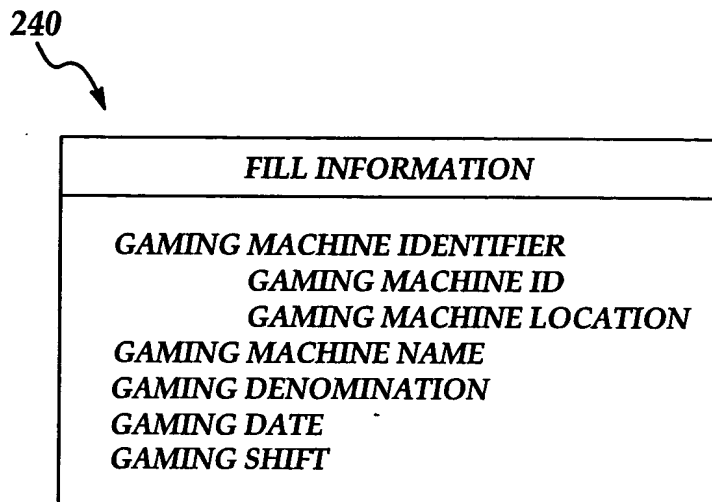 240
FILL INFORMATION
GAMING MACHINE IDENTIFIER
GAMING MACHINE ID
GAMING MACHINE LOCATION
GAMING MACHINE NAME
GAMING DENOMINATION
GAMING DATE
GAMING SHIFT